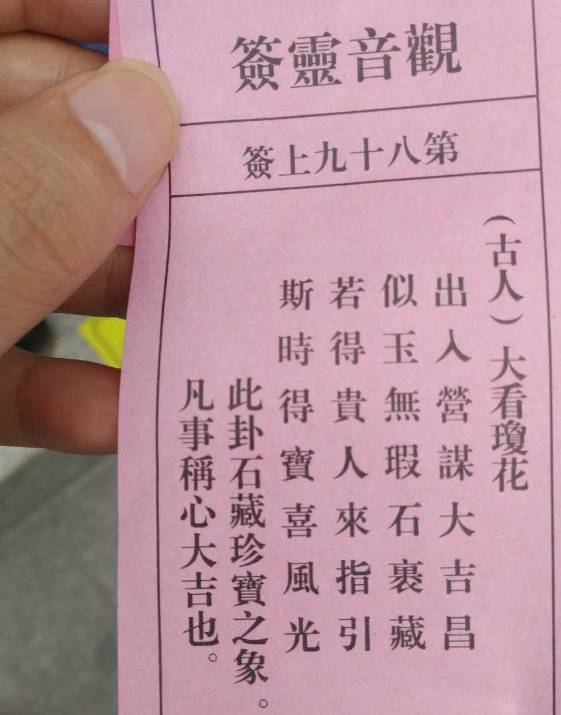 觀音靈簽
第八十九上簽
(古人)大看瓊花
出入營謀大吉昌
似玉無瑕石裹藏
若得貴人來指引
斯時得寶喜風光
此卦石藏珍寶之象。
凡事稱心大吉也。